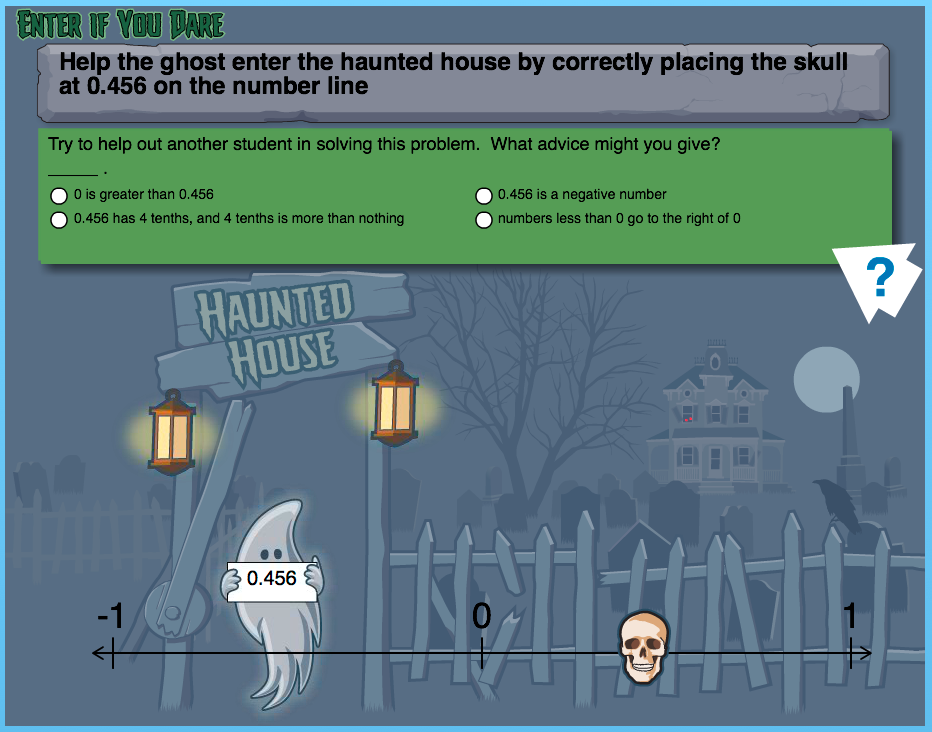 Enter if You Dare
Help the ghost enter the haunted house by correctly placing the skull
at 0.456 on the number line
Try to help out another student in solving this problem.  What advice might you give?
______ .
0 is greater than 0.456
0.456 is a negative number
0.456 has 4 tenths, and 4 tenths is more than nothing
numbers less than 0 go to the right of 0
?
Haunted
House
0.456
-1
0
1